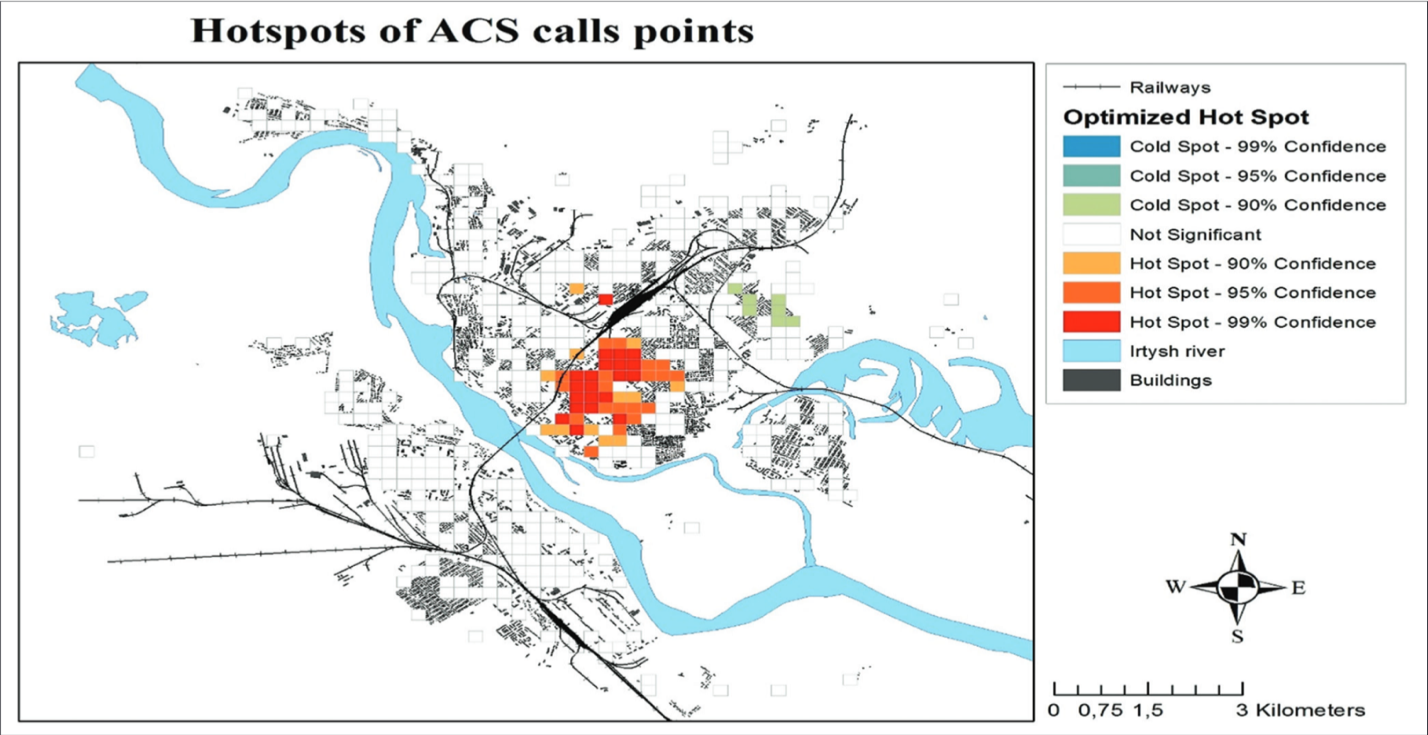 Hotspots of ACS calls points
Railways
Optimized Hot Spot
Cold Spot - 99% Confidence
Cold Spot - 95% Confidence
Cold Spot - 90% Confidence
Not Significant
Hot Spot - 90% Confidence
Hot Spot - 95% Confidence
Hot Spot - 99% Confidence
Irtysh river
Buildings
N
W E
S
0 0,75 1,5 3 Kilometers